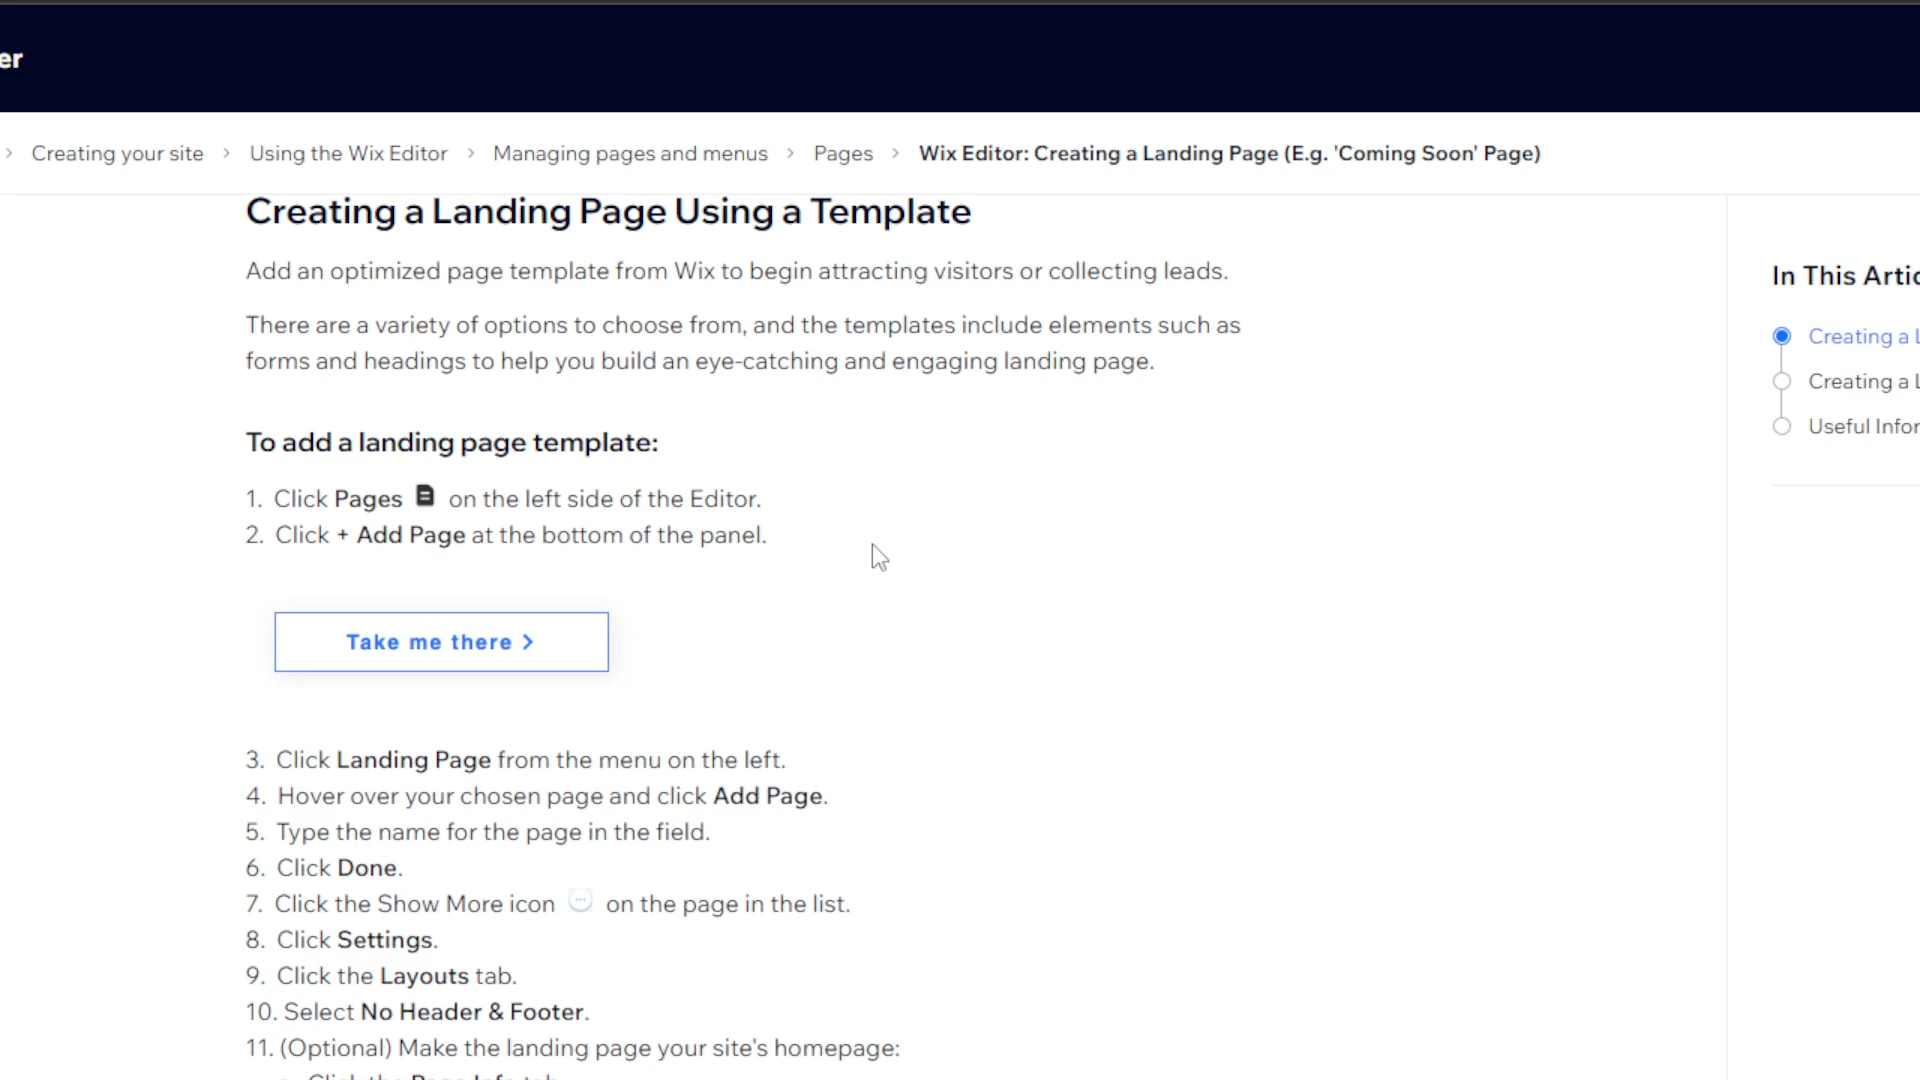 er
> Creating your site > Using the Wix Editor > Managing pages and menus > Pages > Wix Editor: Creating a Landing Page (E.g. 'Coming Soon' Page)
Creating a Landing Page Using a Template
Add an optimized page template from Wix to begin attracting visitors or collecting leads.
There are a variety of options to choose from, and the templates include elements such as
forms and headings to help you build an eye-catching and engaging landing page.
To add a landing page template:
1. Click Pages on the left side of the Editor.
2. Click + Add Page at the bottom of the panel.
Take me there >
3. Click Landing Page from the menu on the left.
4. Hover over your chosen page and click Add Page.
5. Type the name for the page in the field.
6. Click Done.
7. Click the Show More icon on the page in the list.
8. Click Settings.
9. Click the Layouts tab.
10. Select No Header & Footer.
11. (Optional) Make the landing page your site's homepage:
Click the Page Info tab
In This Artic
Creating a L
Creating a L
Useful Infor